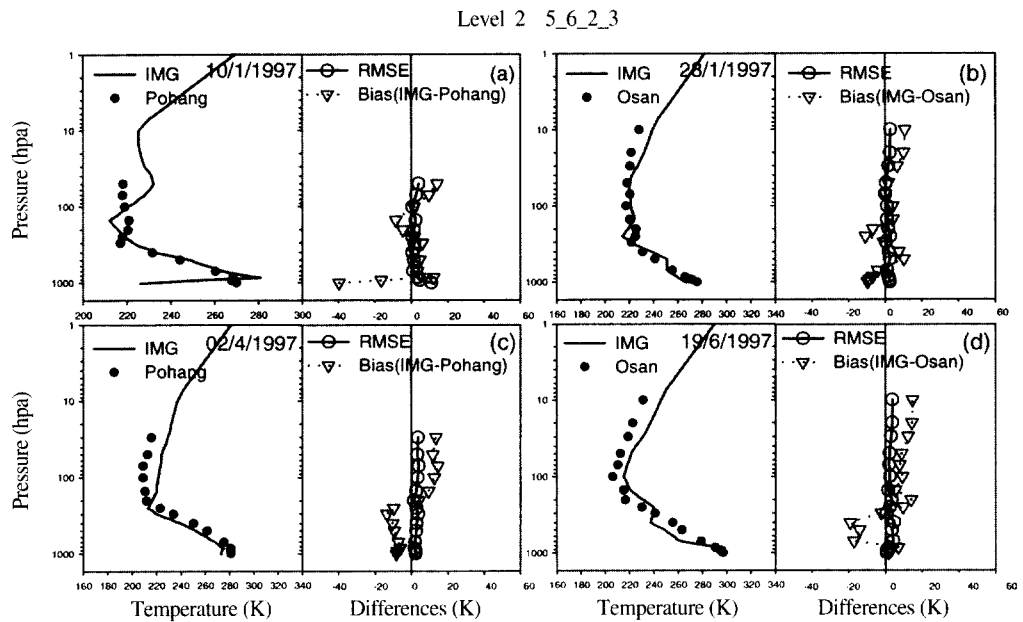 Level 2 5_6_2_3
IMG 10/1/1997 RMSE (a)
Pohang Bias(IMG-Pohang)
IMG 28/1/1997 RMSE (b)
Osan Bias(IMG-Osan)
Pressure (hpa)
1
10
100
1000
200 220 240 260 280 300 320 340 -60 -40 -20 0 20 40 60
160 180 200 220 240 260 280 300 320 340 -60 -40 -20 0 20 40 60
IMG 02/4/1997 RMSE (c)
Pohang Bias(IMG-Pohang)
IMG 19/6/1997 RMSE (d)
Osan Bias(IMG-Osan)
Pressure (hpa)
1
10
100
1000
160 180 200 220 240 260 280 300 320 340 -60 -40 -20 0 20 40 60
160 180 200 220 240 260 280 300 320 340 -60 -40 -20 0 20 40 60
Temperature (K) Differences (K) Temperature (K) Differences (K)